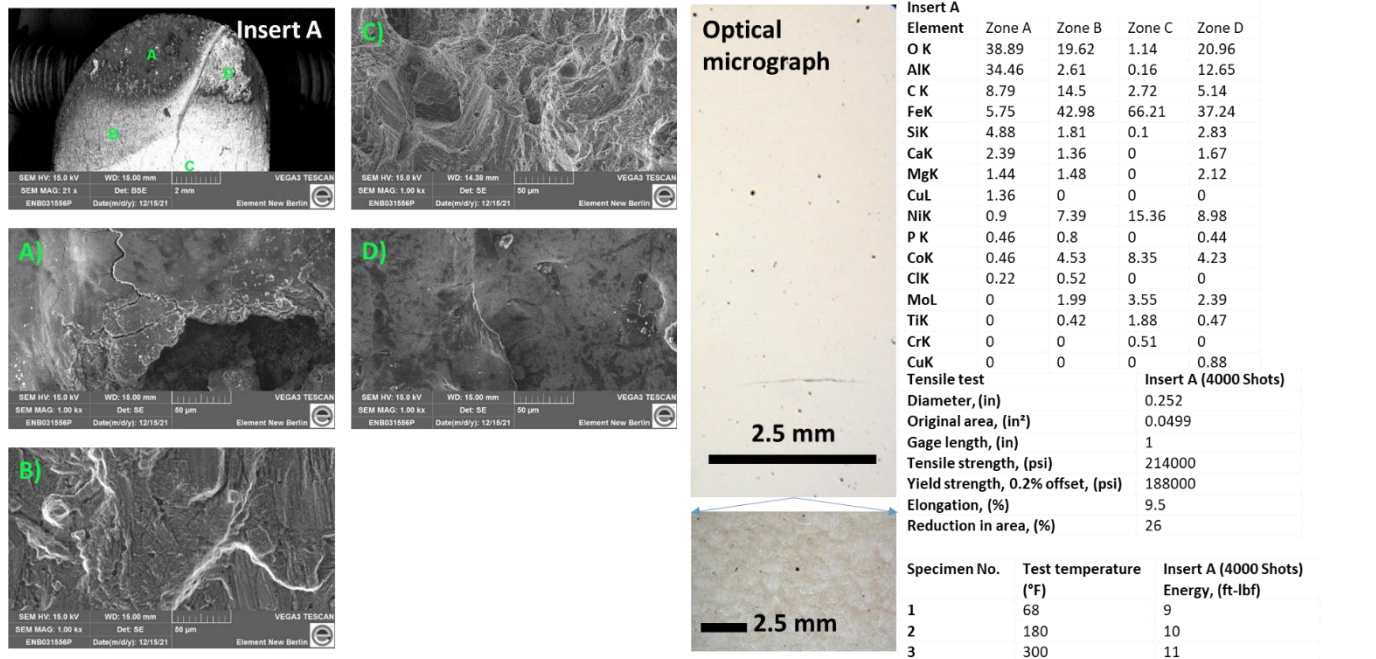 Insert A
A
D
B
C
SEM HV: 15.0 kV WD: 15.00 mm VEGA3 TESCAN
SEM MAG: 21 x Det: BSE 2 mm
ENB031556P Date(m/d/y): 12/15/21 Element New Berlin
C)
SEM HV: 15.0 kV WD: 14.38 mm VEGA3 TESCAN
SEM MAG: 1.00 kx Det: SE 50 µm
ENB031556P Date(m/d/y): 12/15/21 Element New Berlin
A)
SEM HV: 15.0 kV WD: 15.00 mm VEGA3 TESCAN
SEM MAG: 1.00 kx Det: SE 50 µm
ENB031556P Date(m/d/y): 12/15/21 Element New Berlin
D)
SEM HV: 15.0 kV WD: 15.00 mm VEGA3 TESCAN
SEM MAG: 1.00 kx Det: SE 50 µm
ENB031556P Date(m/d/y): 12/15/21 Element New Berlin
B)
SEM HV: 15.0 kV WD: 15.00 mm VEGA3 TESCAN
SEM MAG: 1.00 kx Det: SE 50 µm
ENB031556P Date(m/d/y): 12/15/21 Element New Berlin
Optical
micrograph
2.5 mm
2.5 mm
Insert A
Element Zone A Zone B Zone C Zone D
O K 38.89 19.62 1.14 20.96
AlK 34.46 2.61 0.16 12.65
C K 8.79 14.5 2.72 5.14
FeK 5.75 42.98 66.21 37.24
SiK 4.88 1.81 0.1 2.83
CaK 2.39 1.36 0 1.67
MgK 1.44 1.48 0 2.12
CuL 1.36 0 0 0
NiK 0.9 7.39 15.36 8.98
P K 0.46 0.8 0 0.44
CoK 0.46 4.53 8.35 4.23
ClK 0.22 0.52 0 0
MoL 0 1.99 3.55 2.39
TiK 0 0.42 1.88 0.47
CrK 0 0 0.51 0
CuK 0 0 0 0.88
Tensile test Insert A (4000 Shots)
Diameter, (in) 0.252
Original area, (in²) 0.0499
Gage length, (in) 1
Tensile strength, (psi) 214000
Yield strength, 0.2% offset, (psi) 188000
Elongation, (%) 9.5
Reduction in area, (%) 26
Specimen No. Test temperature Insert A (4000 Shots)
(°F) Energy, (ft-lbf)
1 68 9
2 180 10
3 300 11